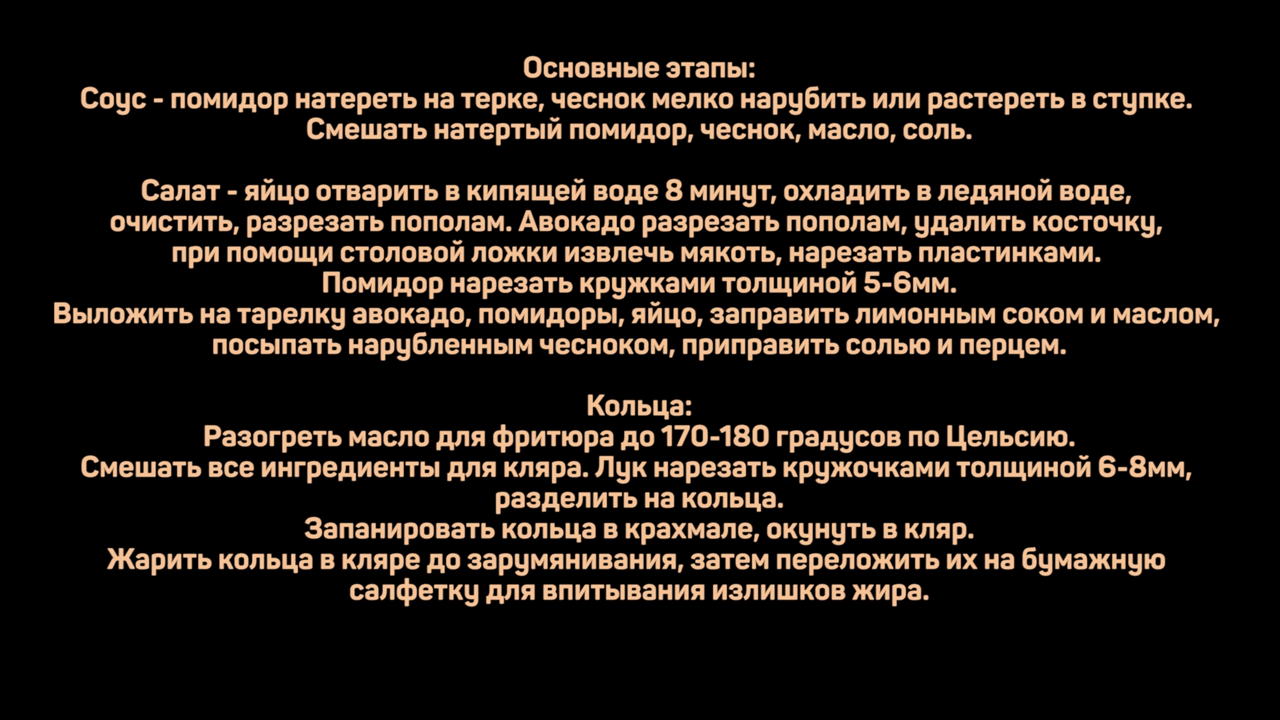 Основные этапы:
Соус - помидор натереть на терке, чеснок мелко нарубить или растереть в ступке.
Смешать натертый помидор, чеснок, масло, соль.
Салат - яйцо отварить в кипящей воде 8 минут, охладить в ледяной воде,
очистить, разрезать пополам. Авокадо разрезать пополам, удалить косточку,
при помощи столовой ложки извлечь мякоть, нарезать пластинками.
Помидор нарезать кружками толщиной 5-6мм.
Выложить на тарелку авокадо, помидоры, яйцо, заправить лимонным соком и маслом,
посыпать нарубленным чесноком, приправить солью и перцем.
Кольца:
Разогреть масло для фритюра до 170-180 градусов по Цельсию.
Смешать все ингредиенты для кляра. Лук нарезать кружочками толщиной 6-8мм,
разделить на кольца.
Запанировать кольца в крахмале, окунуть в кляр.
Жарить кольца в кляре до зарумянивания, затем переложить их на бумажную
салфетку для впитывания излишков жира.